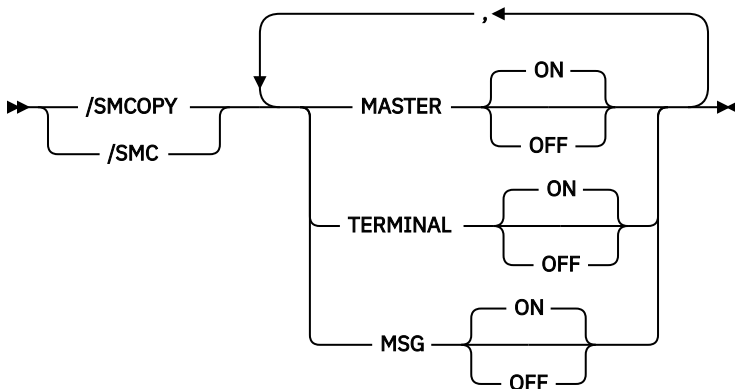 ,
ON
/SMCOPY MASTER
OFF
/SMC
ON
TERMINAL
OFF
ON
MSG
OFF